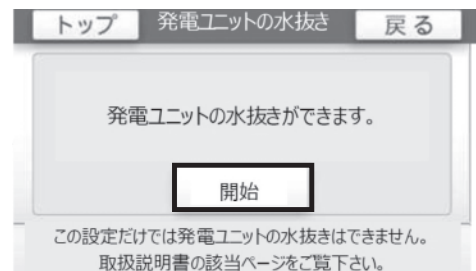 トップ 発電ユニットの水抜き 戻る
発電ユニットの水抜きができます。
開始
この設定だけでは発電ユニットの水抜きはできません。
取扱説明書の該当ページをご覧下さい。